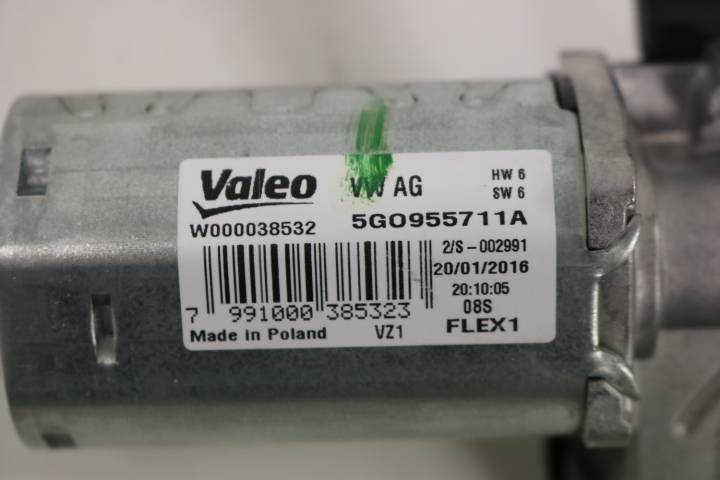 Valeo VW AG HW 6
SW 6
W000038532 5G0955711A
2/S-002991
20/01/2016
20:10:05
7 991000 385323 08S
Made in Poland VZ1 FLEX1